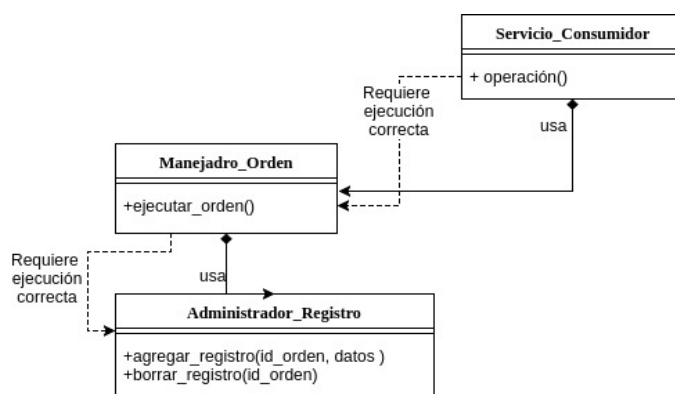 Servicio_Consumidor
+ operación()
Requiere
ejecución
correcta
usa
Manejadro_Orden
+ejecutar_orden()
Requiere
ejecución
correcta
usa
Administrador_Registro
+agregar_registro(id_orden, datos )
+borrar_registro(id_orden)